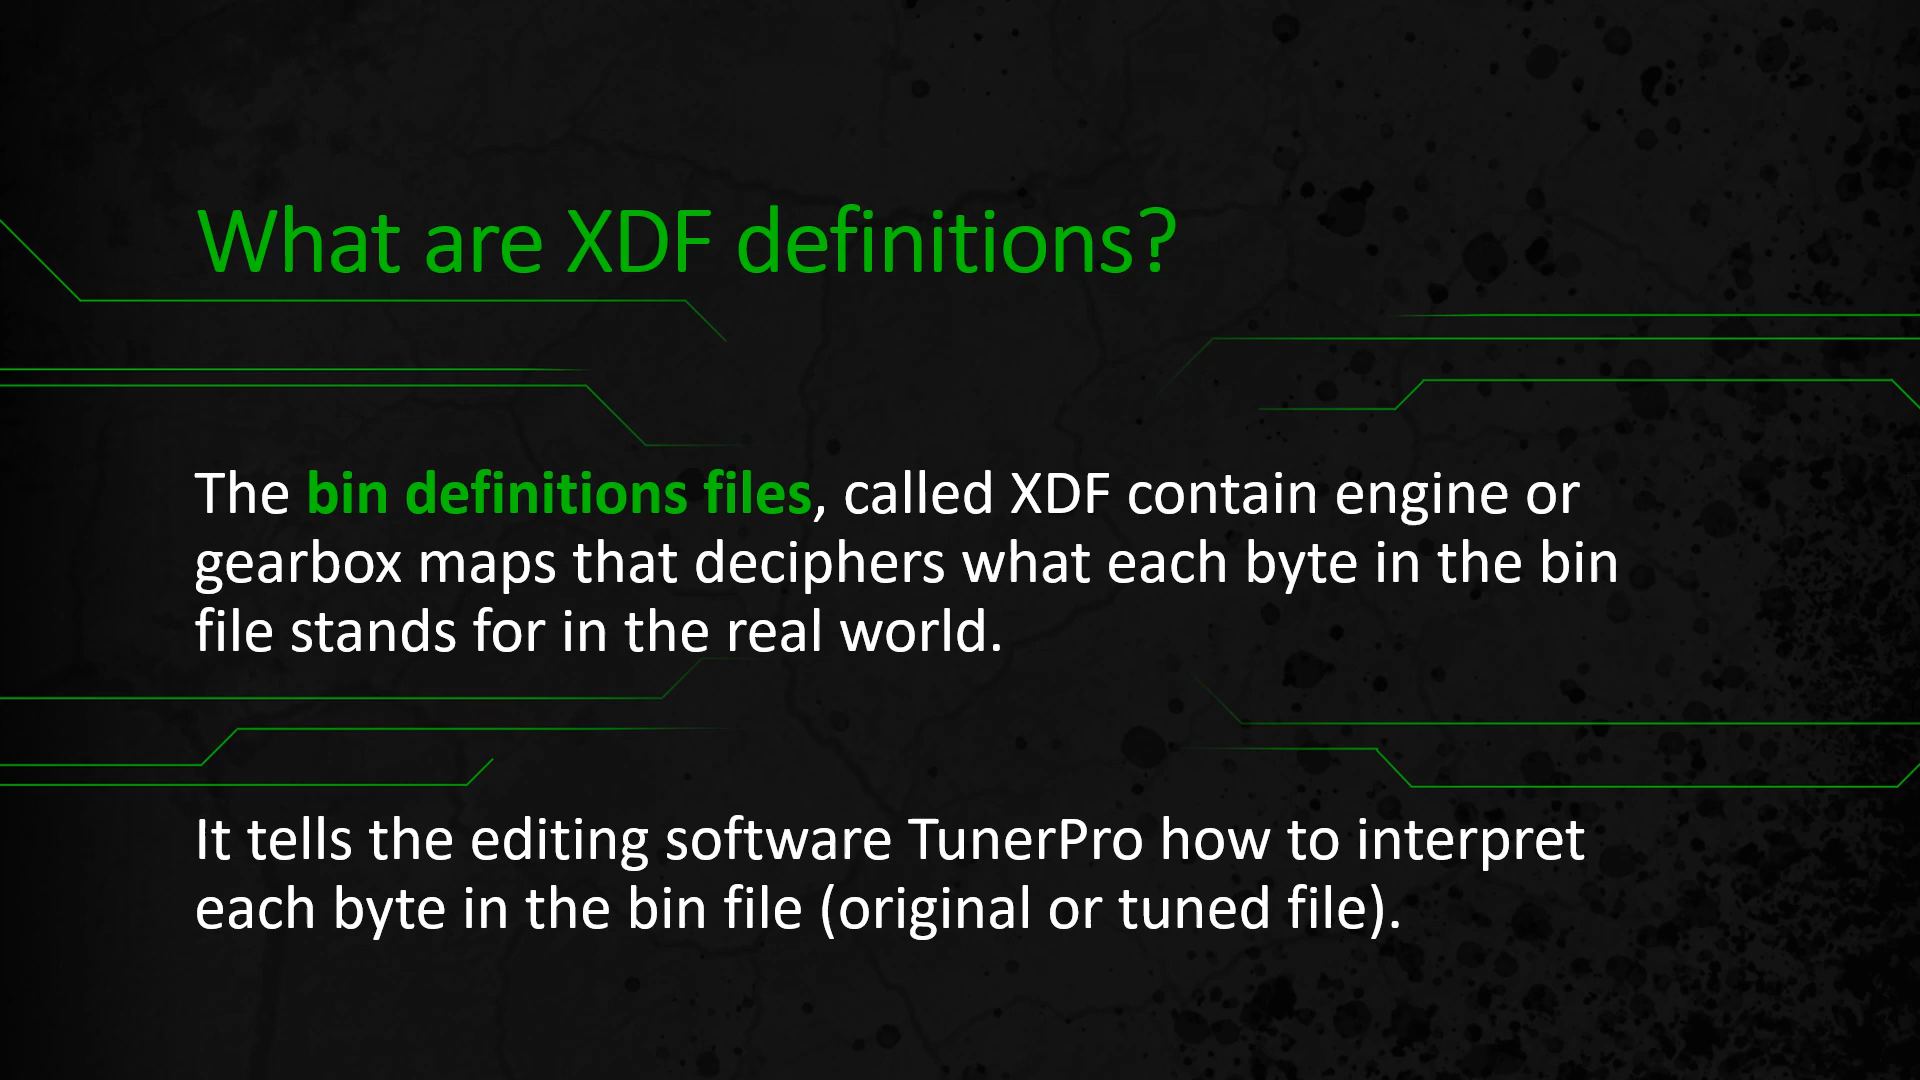 What are XDF definitions?
The bin definitions files, called XDF contain engine or
gearbox maps that deciphers what each byte in the bin
file stands for in the real world.
It tells the editing software TunerPro how to interpret
each byte in the bin file (original or tuned file).